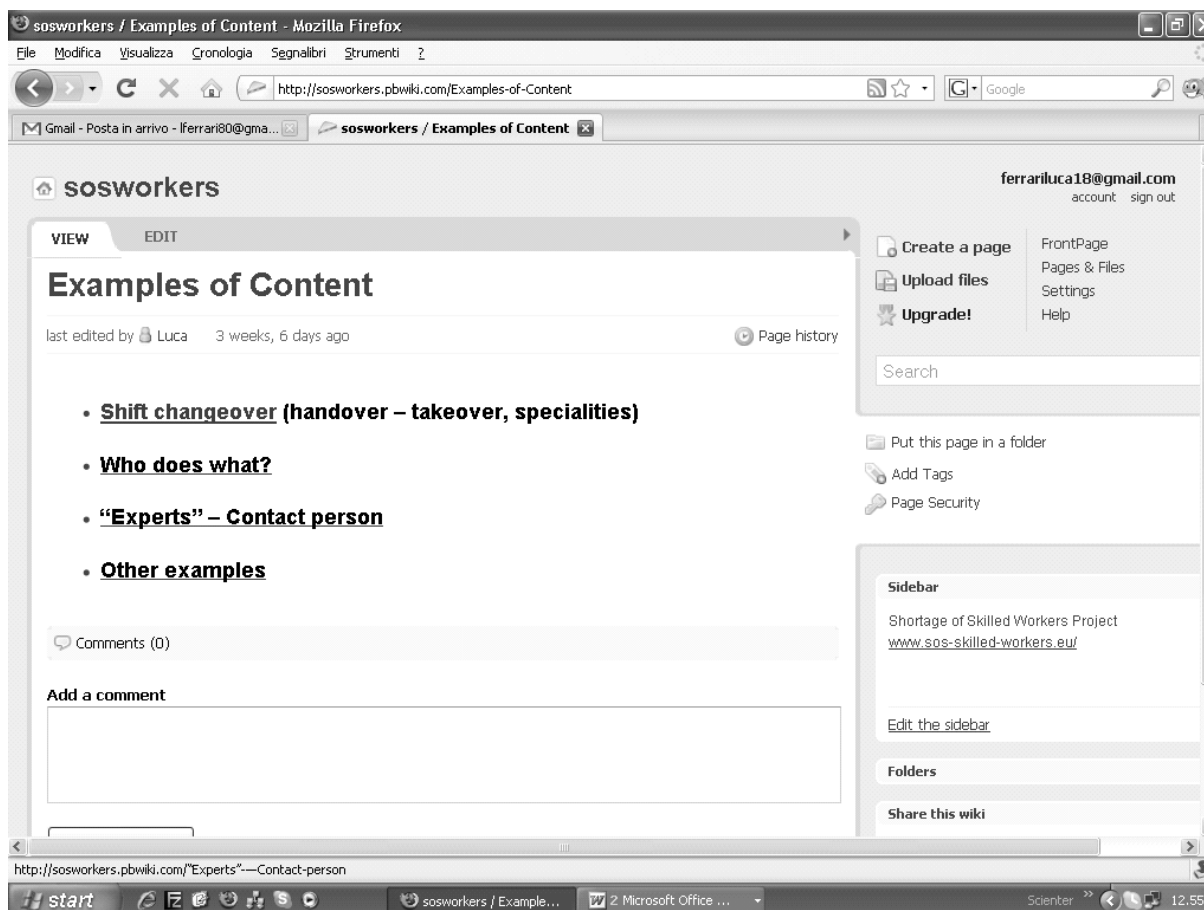 sosworkers / Examples of Content - Mozilla Firefox
File Modifica Visualizza Cronologia Segnalibri Strumenti ?
http://sosworkers.pbwiki.com/Examples-of-Content
G Google
Gmail - Posta in arrivo - lferrari80@gma...
sosworkers / Examples of Content
sosworkers
ferrariluca18@gmail.com
account sign out
VIEW EDIT
Examples of Content
last edited by Luca 3 weeks, 6 days ago Page history
• Shift changeover (handover – takeover, specialities)
• Who does what?
• “Experts” – Contact person
• Other examples
Comments (0)
Add a comment
Create a page
Upload files
Upgrade!
FrontPage
Pages & Files
Settings
Help
Search
Put this page in a folder
Add Tags
Page Security
Sidebar
Shortage of Skilled Workers Project
www.sos-skilled-workers.eu/
Edit the sidebar
Folders
Share this wiki
http://sosworkers.pbwiki.com/"Experts"-—Contact-person
start sosworkers / Example... 2 Microsoft Office ... Scienter » 12.59